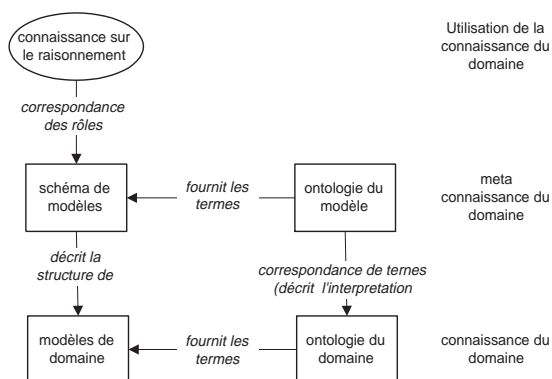 connaissance sur
le raisonnement
Utilisation de la
connaissance du
domaine
correspondance
des rôles
schéma de
modèles
fournit les
termes
ontologie du
modèle
meta
connaissance du
domaine
décrit la
structure de
correspondance de ternes
(décrit l'interpretation
modèles de
domaine
fournit les
termes
ontologie du
domaine
connaissance du
domaine